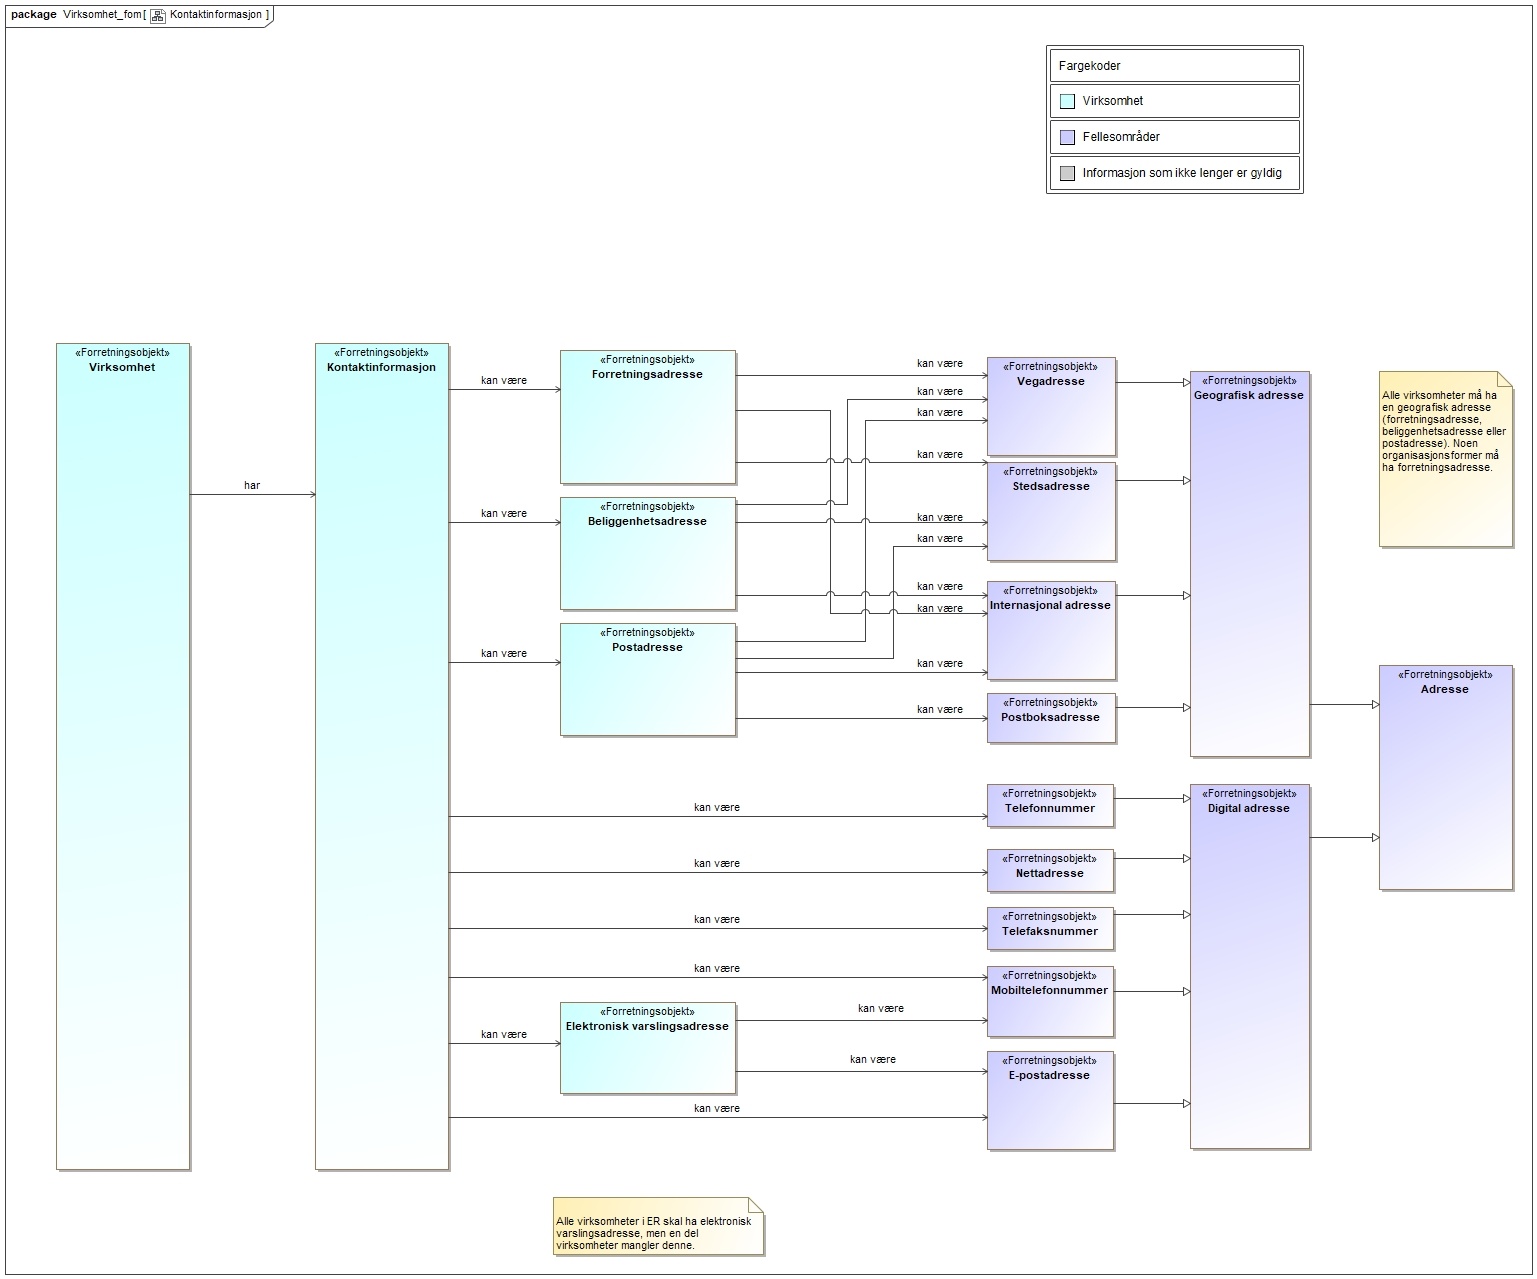 package Virksomhet_fom [ Kontaktinformasjon ]
Fargekoder
Virksomhet
Fellesområder
Informasjon som ikke lenger er gyldig
«Forretningsobjekt»
Virksomhet
har
«Forretningsobjekt»
Kontaktinformasjon
kan være
kan være
kan være
kan være
kan være
kan være
kan være
kan være
kan være
«Forretningsobjekt»
Forretningsadresse
«Forretningsobjekt»
Beliggenhetsadresse
«Forretningsobjekt»
Postadresse
«Forretningsobjekt»
Elektronisk varslingsadresse
kan være
kan være
kan være
kan være
kan være
kan være
kan være
kan være
kan være
kan være
kan være
kan være
«Forretningsobjekt»
Vegadresse
«Forretningsobjekt»
Stedsadresse
«Forretningsobjekt»
Internasjonal adresse
«Forretningsobjekt»
Postboksadresse
«Forretningsobjekt»
Telefonnummer
«Forretningsobjekt»
Nettadresse
«Forretningsobjekt»
Telefaksnummer
«Forretningsobjekt»
Mobiltelefonnummer
«Forretningsobjekt»
E-postadresse
«Forretningsobjekt»
Geografisk adresse
«Forretningsobjekt»
Digital adresse
Alle virksomheter må ha
en geografisk adresse
(forretningsadresse,
beliggenhetsadresse eller
postadresse). Noen
organisasjonsformer må
ha forretningsadresse.
«Forretningsobjekt»
Adresse
Alle virksomheter i ER skal ha elektronisk
varslingsadresse, men en del
virksomheter mangler denne.